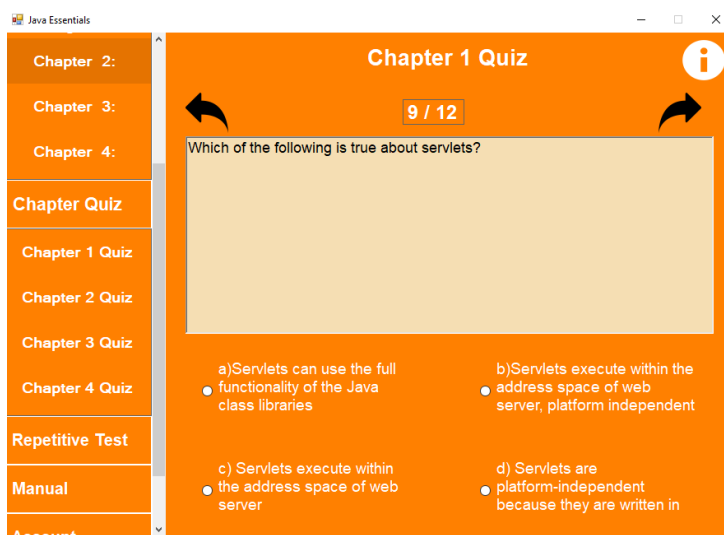 Java Essentials
Chapter 2:
Chapter 3:
Chapter 4:
Chapter Quiz
Chapter 1 Quiz
Chapter 2 Quiz
Chapter 3 Quiz
Chapter 4 Quiz
Repetitive Test
Manual
Chapter 1 Quiz
9 / 12
Which of the following is true about servlets?
a)Servlets can use the full
functionality of the Java
class libraries
b)Servlets execute within the
address space of web
server, platform independent
c) Servlets execute within
the address space of web
server
d) Servlets are
platform-independent
because they are written in